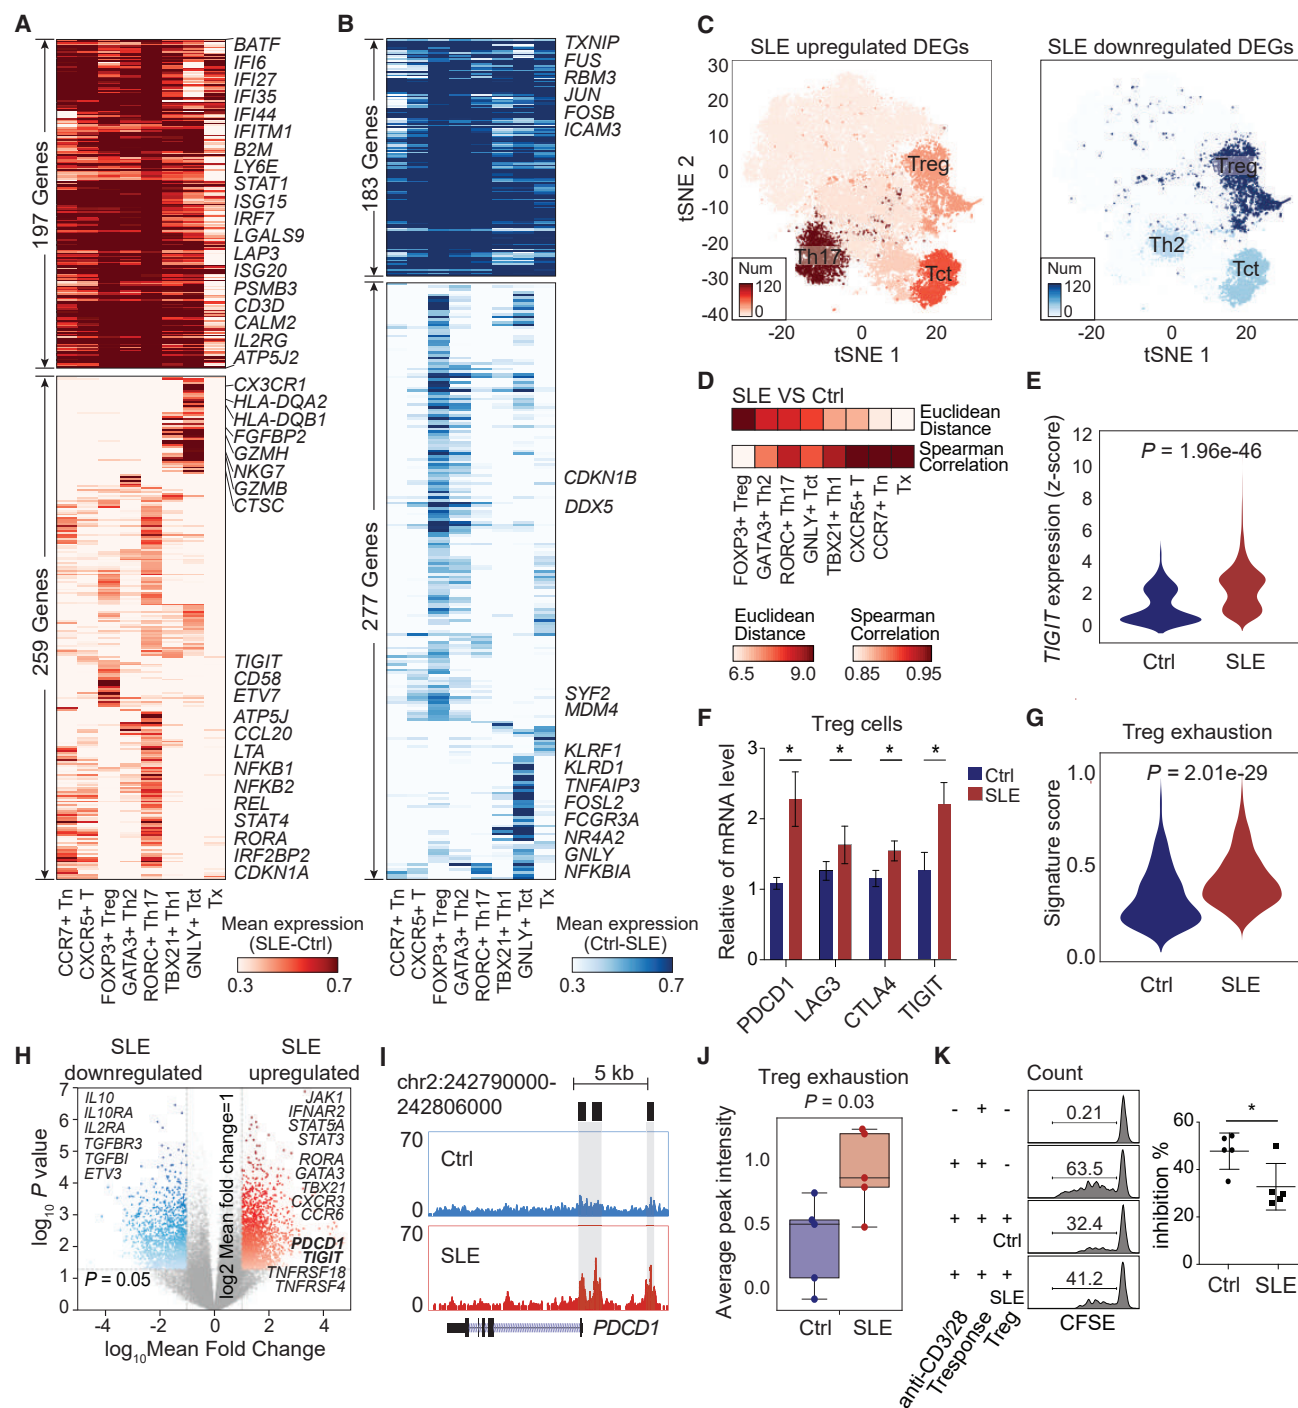 A
197 Genes
BATF
IFI6
IFI27
IFI35
IFI44
IFITM1
B2M
LY6E
STAT1
ISG15
IRF7
LGALS9
LAP3
ISG20
PSMB3
CD3D
CALM2
IL2RG
ATP5J2
259 Genes
CX3CR1
HLA-DQA2
HLA-DQB1
FGFBP2
GZMH
NKG7
GZMB
CTSC
TIGIT
CD58
ETV7
ATP5J
CCL20
LTA
NFKB1
NFKB2
REL
STAT4
RORA
IRF2BP2
CDKN1A
CCR7+ Tn
CXCR5+ T
FOXP3+ Treg
GATA3+ Th2
RORC+ Th17
TBX21+ Th1
GNLY+ Tct
Tx
Mean expression
(SLE-Ctrl)
0.3 0.7
B
183 Genes
TXNIP
FUS
RBM3
JUN
FOSB
ICAM3
277 Genes
CDKN1B
DDX5
SYF2
MDM4
KLRF1
KLRD1
TNFAIP3
FOSL2
FCGR3A
NR4A2
GNLY
NFKBIA
CCR7+ Tn
CXCR5+ T
FOXP3+ Treg
GATA3+ Th2
RORC+ Th17
TBX21+ Th1
GNLY+ Tct
Tx
Mean expression
(Ctrl-SLE)
0.3 0.7
C
SLE upregulated DEGs
tSNE 2
30
20
10
0
-10
-20
-30
-40
Treg
Th17
Tct
Num
120
0
-20 0 20
tSNE 1
SLE downregulated DEGs
Treg
Th2
Tct
Num
120
0
-20 0 20
tSNE 1
D
SLE VS Ctrl
Euclidean
Distance
Spearman
Correlation
FOXP3+ Treg
GATA3+ Th2
RORC+ Th17
GNLY+ Tct
TBX21+ Th1
CXCR5+ T
CCR7+ Tn
Tx
Euclidean
Distance
6.5 9.0
Spearman
Correlation
0.85 0.95
E
TIGIT expression (z-score)
12
10
8
6
4
2
0
P = 1.96e-46
Ctrl SLE
F
Treg cells
Relative of mRNA level
3
2
1
0
* * * *
Ctrl
SLE
PDCD1
LAG3
CTLA4
TIGIT
G
Treg exhaustion
Signature score
1.0
0.5
0.0
P = 2.01e-29
Ctrl SLE
H
SLE
downregulated
SLE
upregulated
log10 P value
7
6
5
4
3
2
1
0
IL10
IL10RA
IL2RA
TGFBR3
TGFBI
ETV3
log2 Mean fold change=1
JAK1
IFNAR2
STAT5A
STAT3
RORA
GATA3
TBX21
CXCR3
CCR6
PDCD1
TIGIT
TNFRSF18
TNFRSF4
P = 0.05
-4 -2 0 2 4
log10Mean Fold Change
I
chr2:242790000-
242806000
5 kb
70
Ctrl
0
70
SLE
0
PDCD1
J
Treg exhaustion
P = 0.03
Average peak intensity
1.0
0.5
0.0
Ctrl SLE
K
Count
- + - 0.21
+ + - 63.5
+ + + 32.4
Ctrl
+ + + 41.2
SLE
anti-CD3/28
Tresponse
Treg
CFSE
inhibition %
60
40
20
0
*
Ctrl SLE